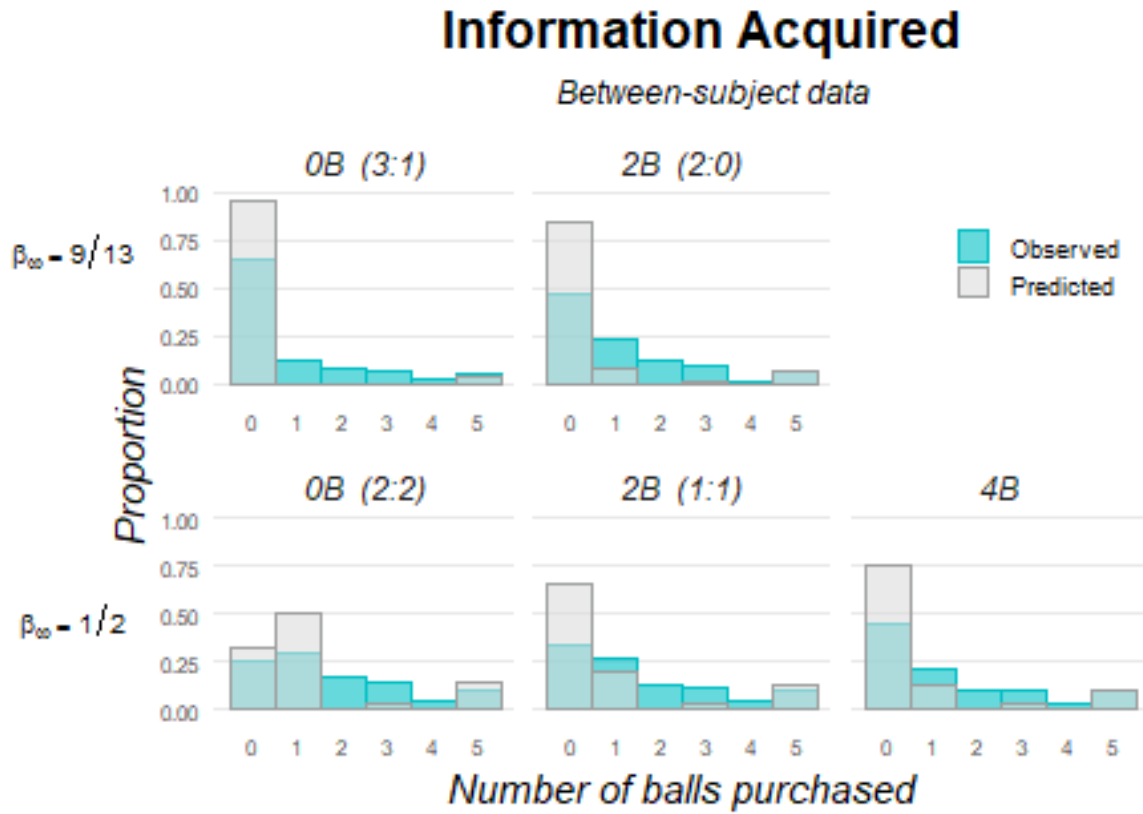 Information Acquired
Between-subject data
0B (3:1)
2B (2:0)
1.00
0.75
0.50
0.25
0.00
β∞ = 9/13
0 1 2 3 4 5
0 1 2 3 4 5
Observed
Predicted
Proportion
0B (2:2)
2B (1:1)
4B
1.00
0.75
0.50
0.25
0.00
β∞ = 1/2
0 1 2 3 4 5
0 1 2 3 4 5
0 1 2 3 4 5
Number of balls purchased